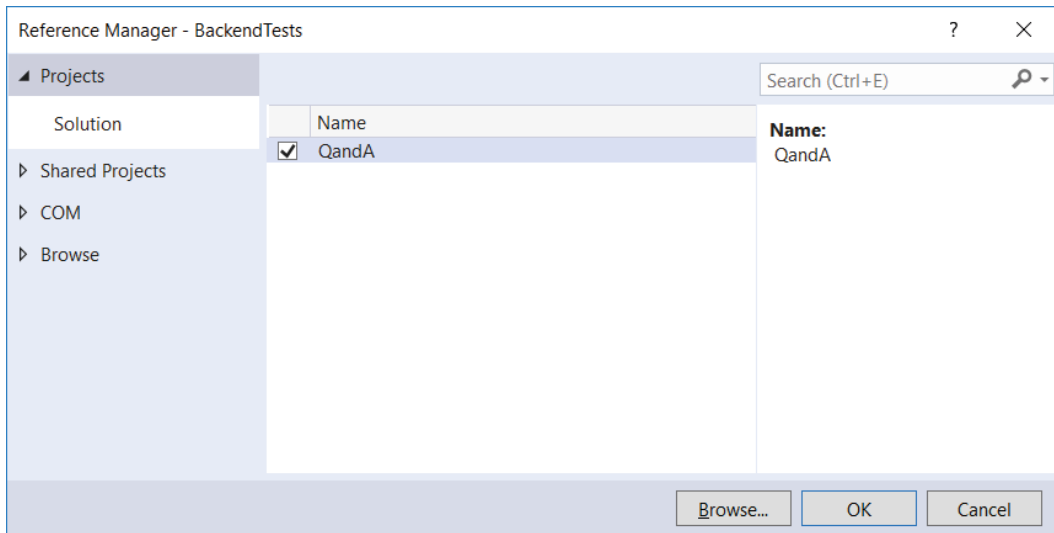 Reference Manager - BackendTests
?
Projects
Search (Ctrl+E)
Solution
Name
Name:
QandA
QandA
Shared Projects
COM
Browse
Browse...
OK
Cancel